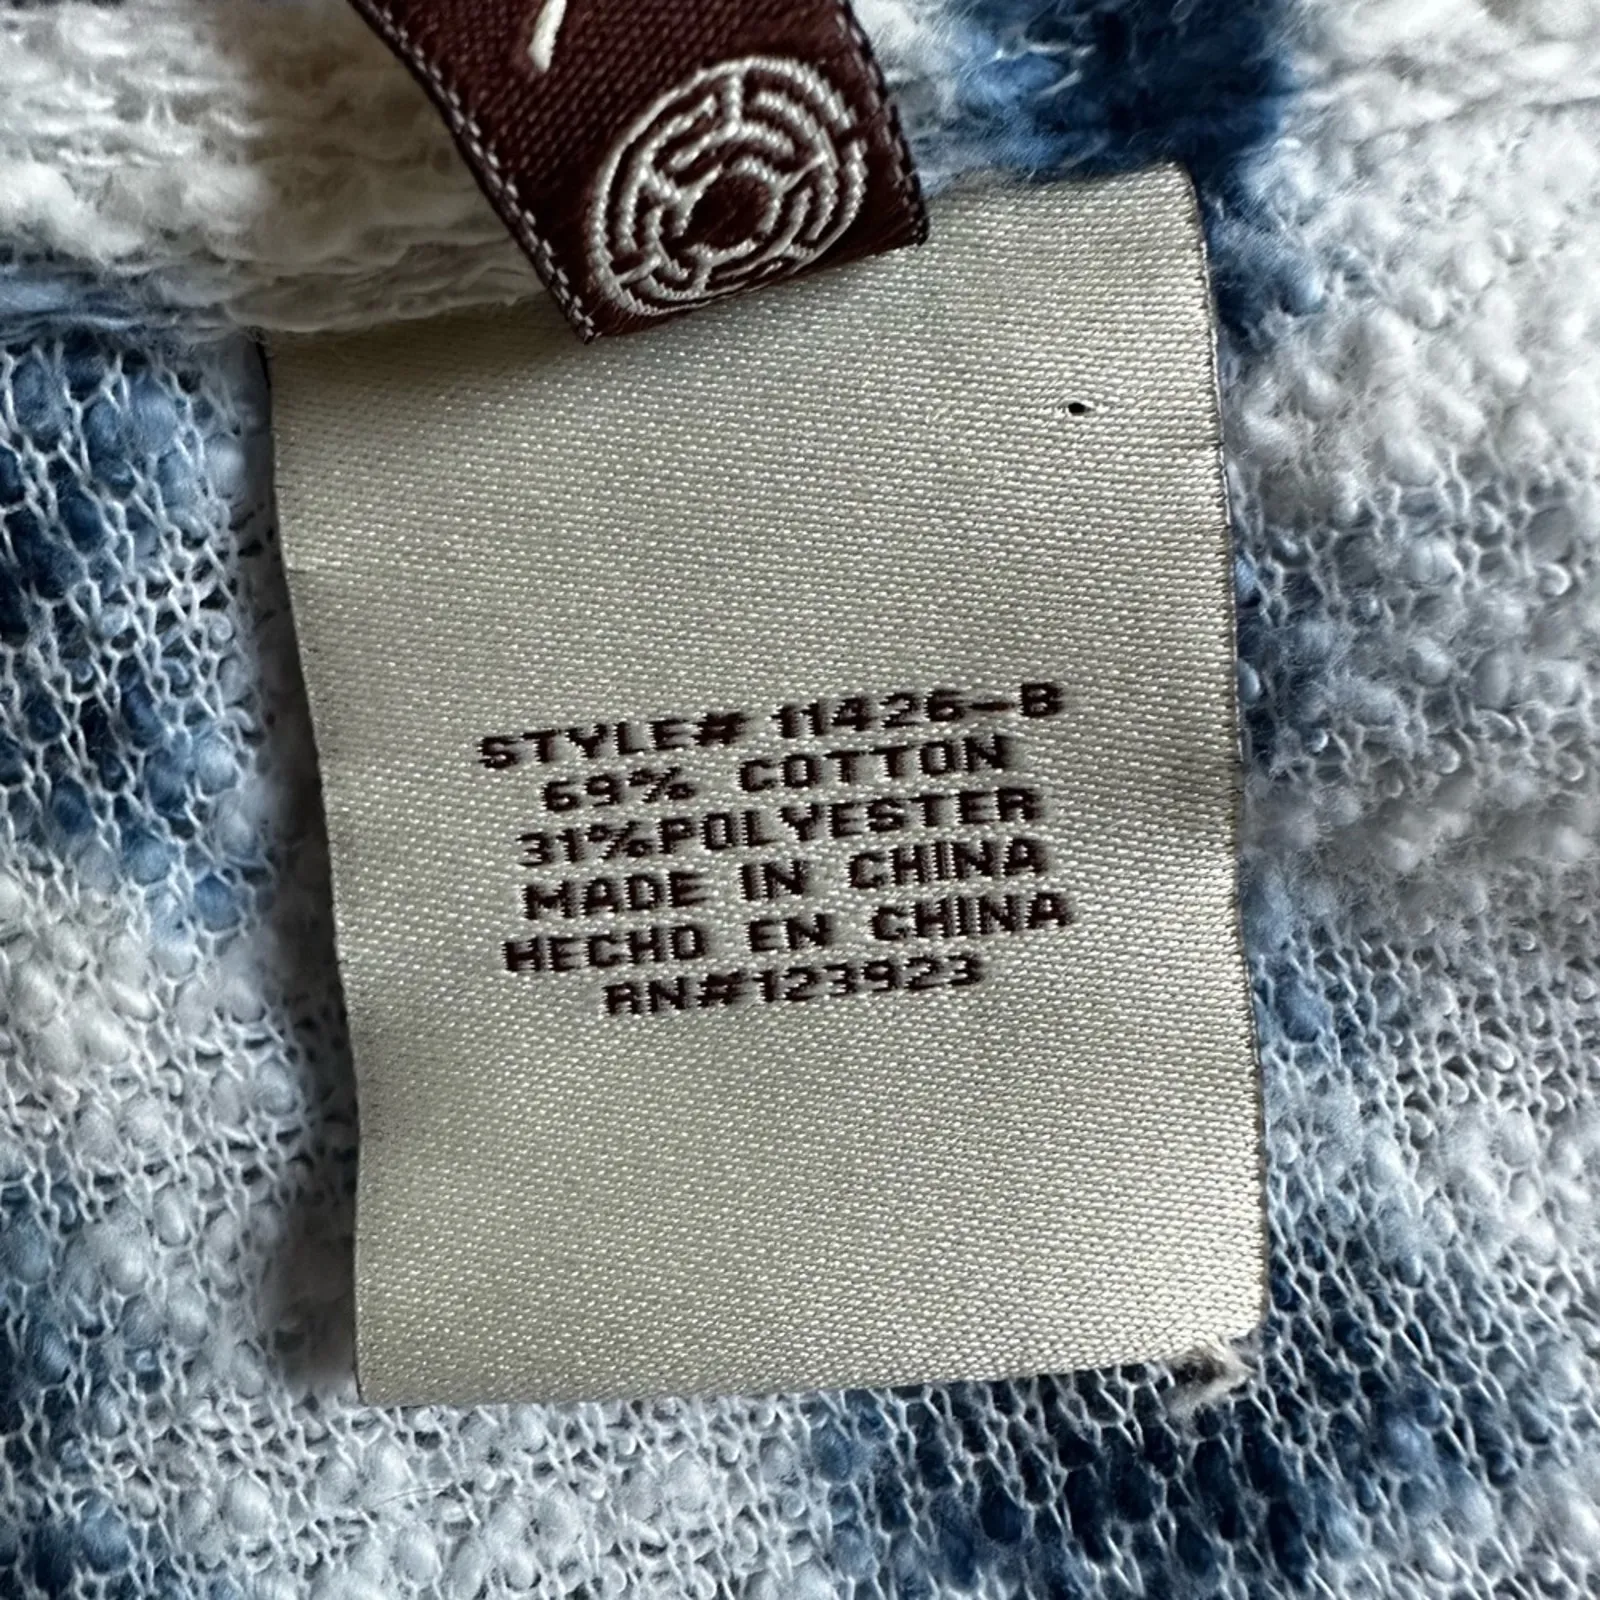 STYLE# 11426-B
69% COTTON
31%POLYESTER
MADE IN CHINA
HECHO EN CHINA
RN#123923